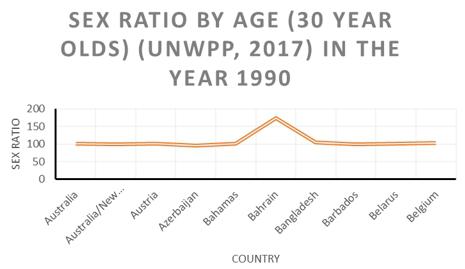 SEX RATIO BY AGE (30 YEAR
OLDS) (UNWPP, 2017) IN THE
YEAR 1990
200
150
100
50
0
SEX RATIO
Australia
Australia/New...
Austria
Azerbaijan
Bahamas
Bahrain
Bangladesh
Barbados
Belarus
Belgium
COUNTRY